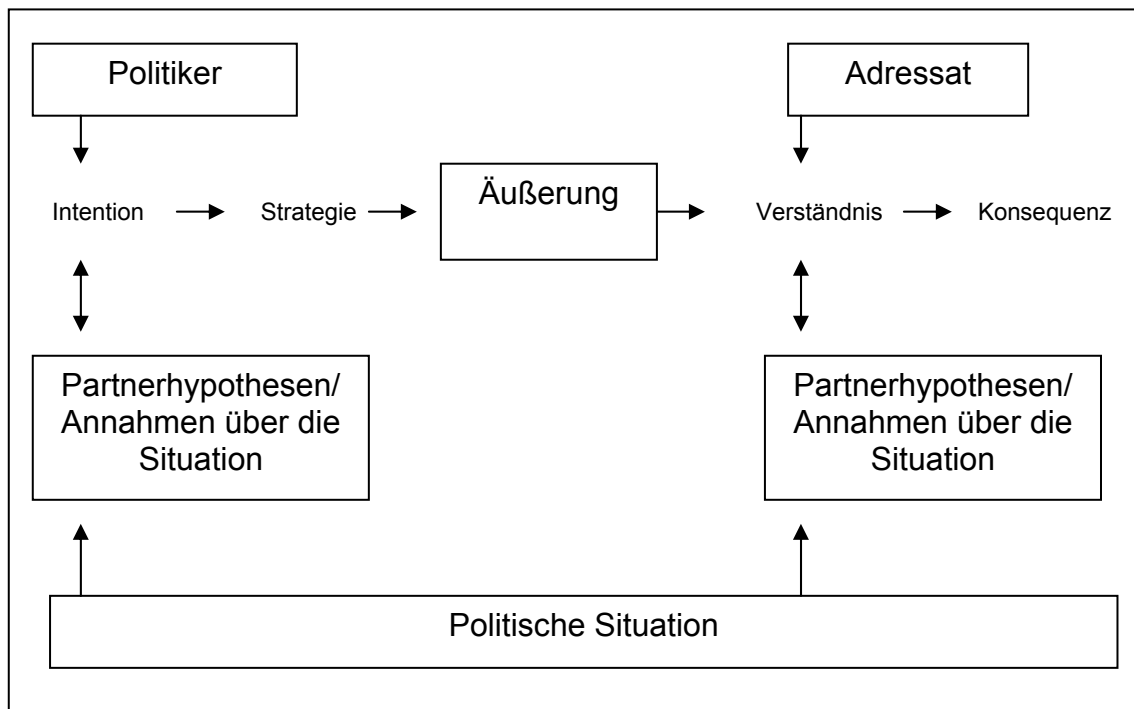 Politiker
Adressat
Intention
Strategie
Äußerung
Verständnis
Konsequenz
Partnerhypothesen/
Annahmen über die
Situation
Partnerhypothesen/
Annahmen über die
Situation
Politische Situation